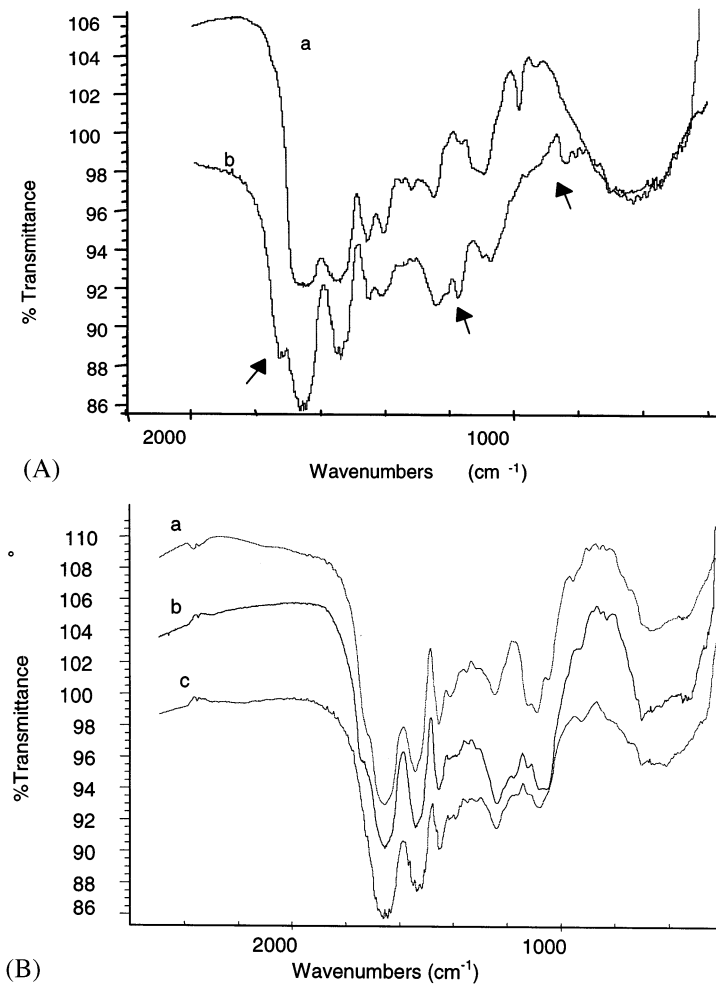 106
104
102
100
98
96
94
92
90
88
86
% Transmittance
a
b
2000
1000
(A)
Wavenumbers (cm -1)
110
108
106
104
102
100
98
96
94
92
90
88
86
%Transmittance
°
a
b
c
2000
1000
(B)
Wavenumbers (cm-1)